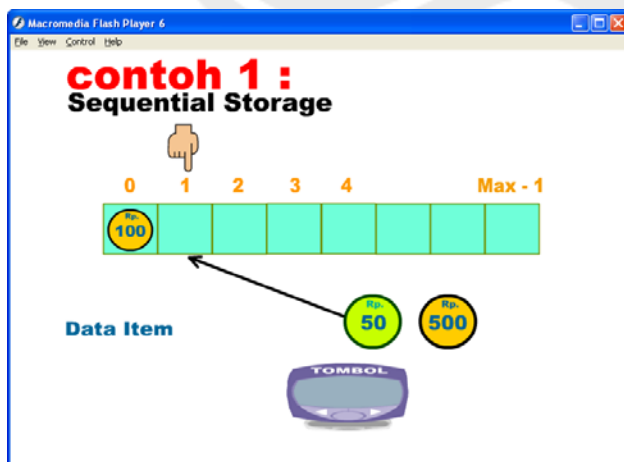 Macromedia Flash Player 6
File View Control Help
contoh 1 :
Sequential Storage
0 1 2 3 4 Max - 1
Rp.
100
Rp.
50
Rp.
500
Data Item
TOMBOL